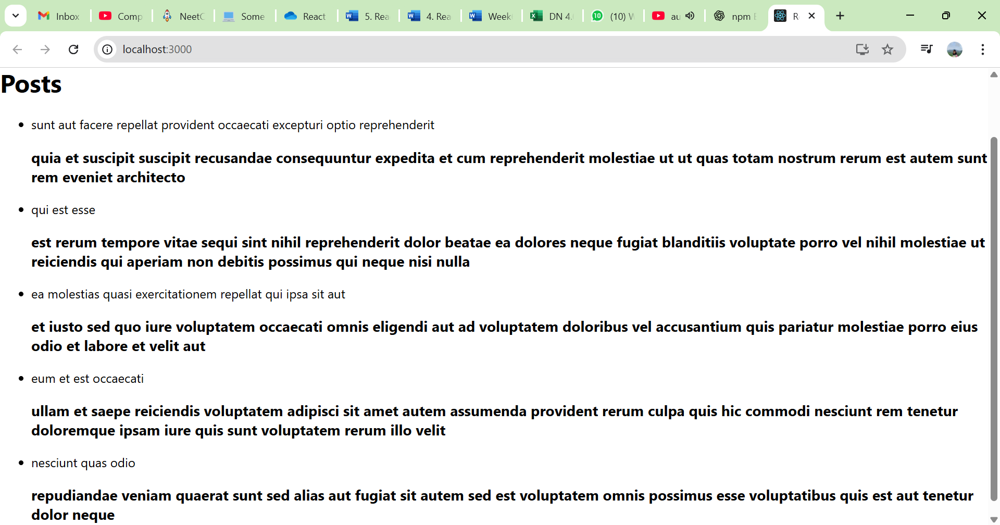 Inbox
Comp
NeetC
Some
React
5. Rea
4. Rea
Week
DN 4.
10
(10) W
au
npm
R
localhost:3000
Posts
sunt aut facere repellat provident occaecati excepturi optio reprehenderit
quia et suscipit suscipit recusandae consequuntur expedita et cum reprehenderit molestiae ut ut quas totam nostrum rerum est autem sunt
rem eveniet architecto
qui est esse
est rerum tempore vitae sequi sint nihil reprehenderit dolor beatae ea dolores neque fugiat blanditiis voluptate porro vel nihil molestiae ut
reiciendis qui aperiam non debitis possimus qui neque nisi nulla
ea molestias quasi exercitationem repellat qui ipsa sit aut
et iusto sed quo iure voluptatem occaecati omnis eligendi aut ad voluptatem doloribus vel accusantium quis pariatur molestiae porro eius
odio et labore et velit aut
eum et est occaecati
ullam et saepe reiciendis voluptatem adipisci sit amet autem assumenda provident rerum culpa quis hic commodi nesciunt rem tenetur
doloremque ipsam iure quis sunt voluptatem rerum illo velit
nesciunt quas odio
repudiandae veniam quaerat sunt sed alias aut fugiat sit autem sed est voluptatem omnis possimus esse voluptatibus quis est aut tenetur
dolor neque